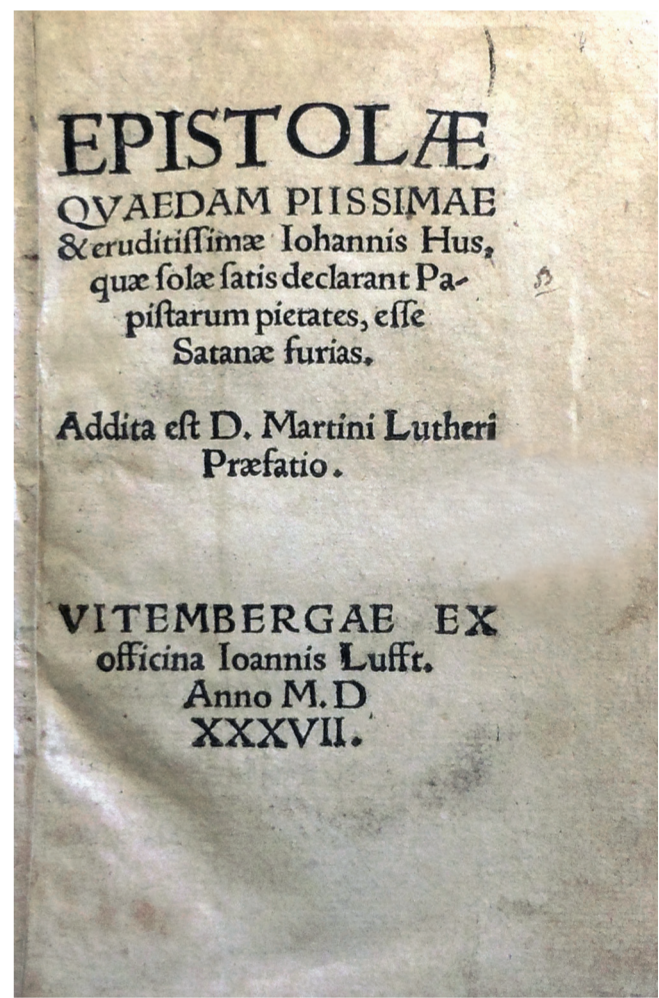 EPISTOLÆ
QVAEDAM PIISSIMAE
& eruditiſſimæ Iohannis Hus,
quæ ſolæ ſatis declarant Pa-
piſtarum pietates, eſſe
Satanæ furias.
Addita eſt D. Martini Lutheri
Præfatio.
VITEMBERGAE EX
officina Ioannis Lufft.
Anno M. D
XXXVII.